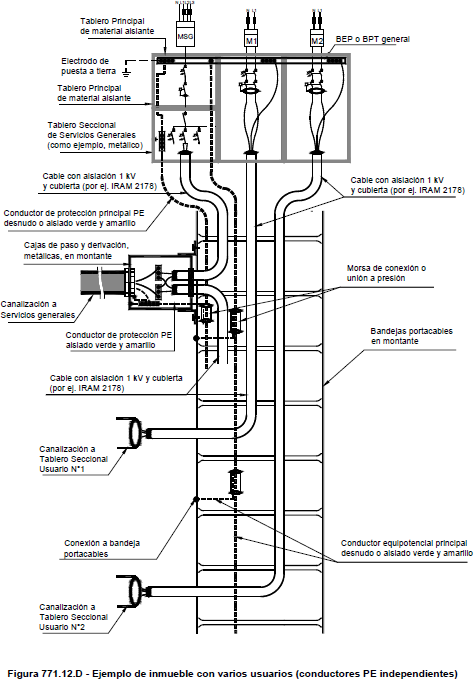 N L1 L2 L3
N L1
N L1
MSG
M1
M2
Tablero Principal
de material aislante
BEP o BPT general
Electrodo de
puesta a tierra
Tablero Principal
de material aislante
Tablero Seccional
de Servicios Generales
(como ejemplo, metálico)
Cable con aislación 1 kV
y cubierta (por ej. IRAM 2178)
Cable con aislación 1 kV
y cubierta (por ej. IRAM 2178)
Conductor de protección principal PE
desnudo o aislado verde y amarillo
Cajas de paso y derivación,
metálicas, en montante
Morsa de conexión o
unión a presión
Canalización a
Servicios generales
Conductor de protección PE
aislado verde y amarillo
Bandejas portacables
en montante
Cable con aislación 1 kV y cubierta
(por ej. IRAM 2178)
Canalización a
Tablero Seccional
Usuario N°1
Conexión a bandeja
portacables
Conductor equipotencial principal
desnudo o aislado verde y amarillo
Canalización a
Tablero Seccional
Usuario N°2
Figura 771.12.D - Ejemplo de inmueble con varios usuarios (conductores PE independientes)